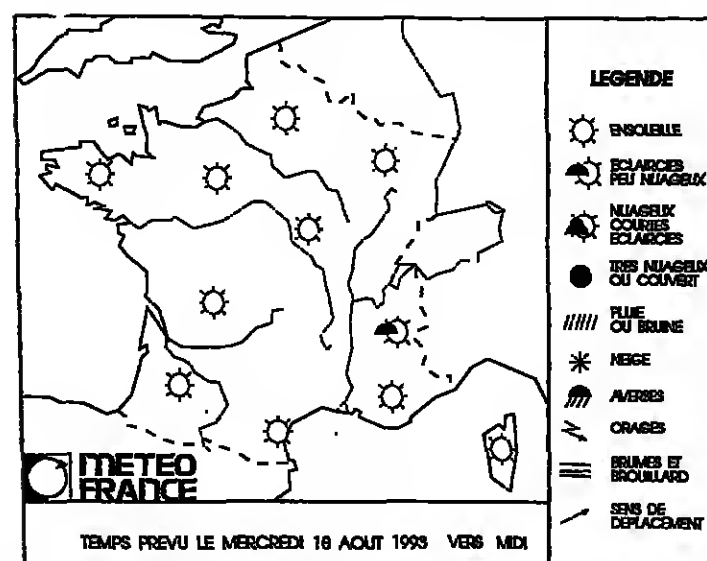 LEGENDE
ENSOLEILLE
ECLAIRCIES
PEU NUAGEUX
NUAGEUX
COURTES
ECLAIRCIES
TRES NUAGEUX
OU COUVERT
PLUIE
OU BRUINE
NEIGE
AVERSES
ORAGES
BRUMES ET
BROUILLARD
SENS DE
DEPLACEMENT
METEO
FRANCE
TEMPS PREVU LE MERCREDI 18 AOUT 1993 VERS MIDI